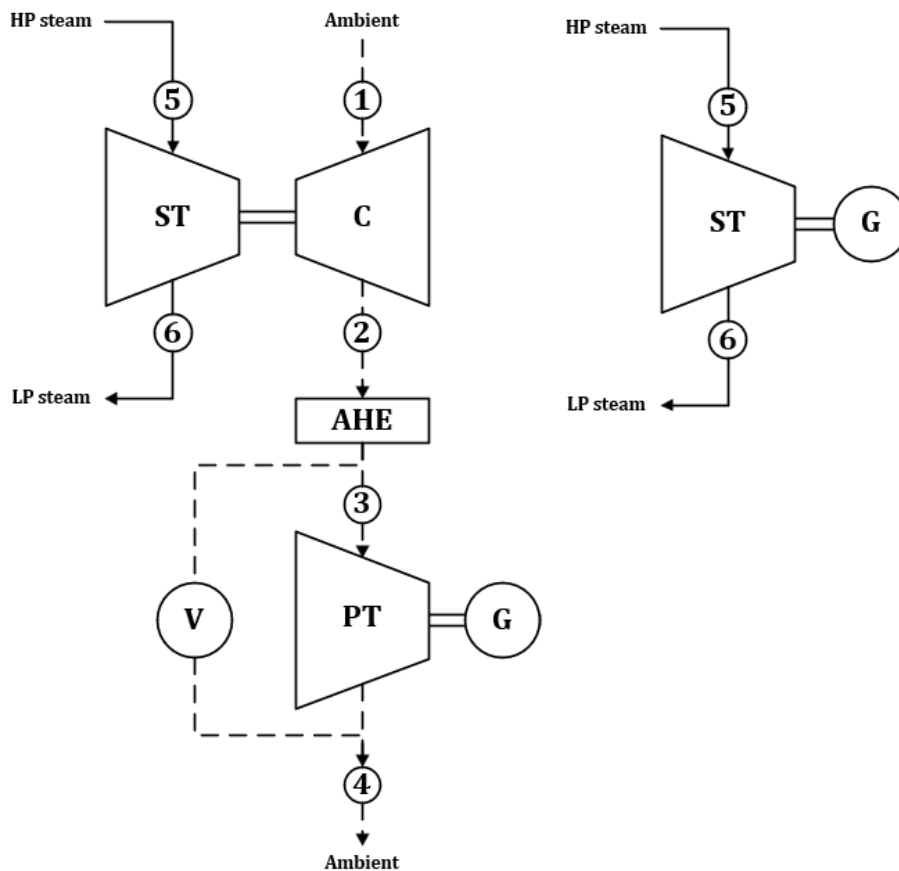 HP steam
Ambient
HP steam
5
1
5
ST
C
ST
G
6
2
6
LP steam
LP steam
AHE
3
V
PT
G
4
Ambient